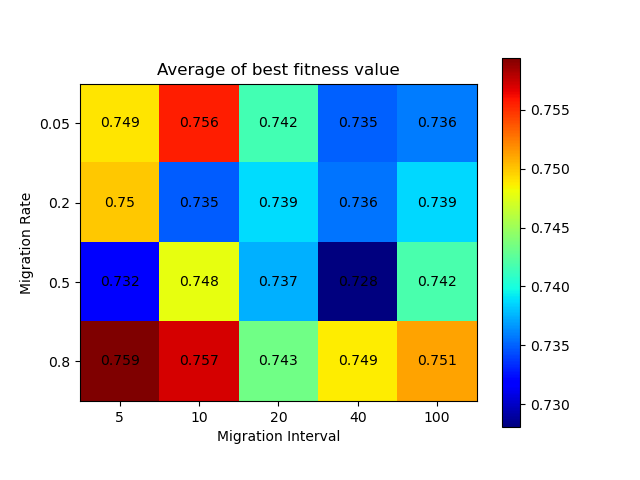 Average of best fitness value
0.05 0.749 0.756 0.742 0.735 0.736
0.2 0.75 0.735 0.739 0.736 0.739
0.5 0.732 0.748 0.737 0.728 0.742
0.8 0.759 0.757 0.743 0.749 0.751
5 10 20 40 100
Migration Interval
Migration Rate
0.755
0.750
0.745
0.740
0.735
0.730